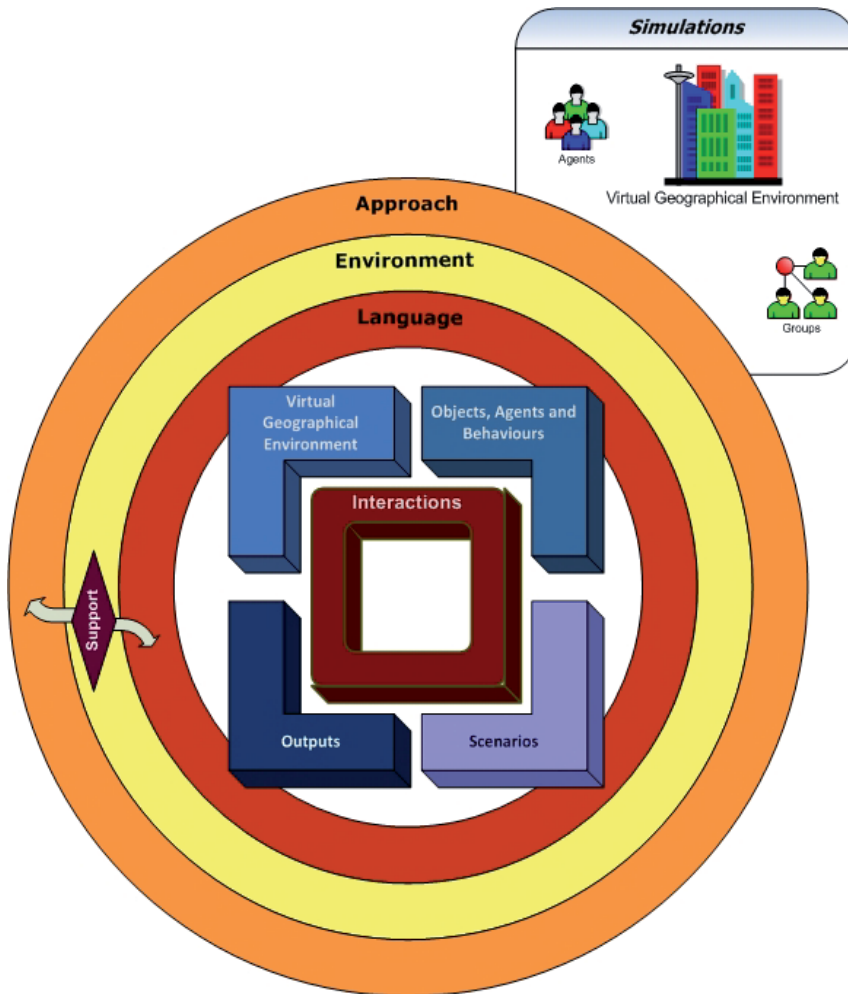 Simulations
Agents
Virtual Geographical Environment
Groups
Approach
Environment
Language
Virtual
Geographical
Environment
Objects, Agents and
Behaviours
Interactions
Support
Outputs
Scenarios